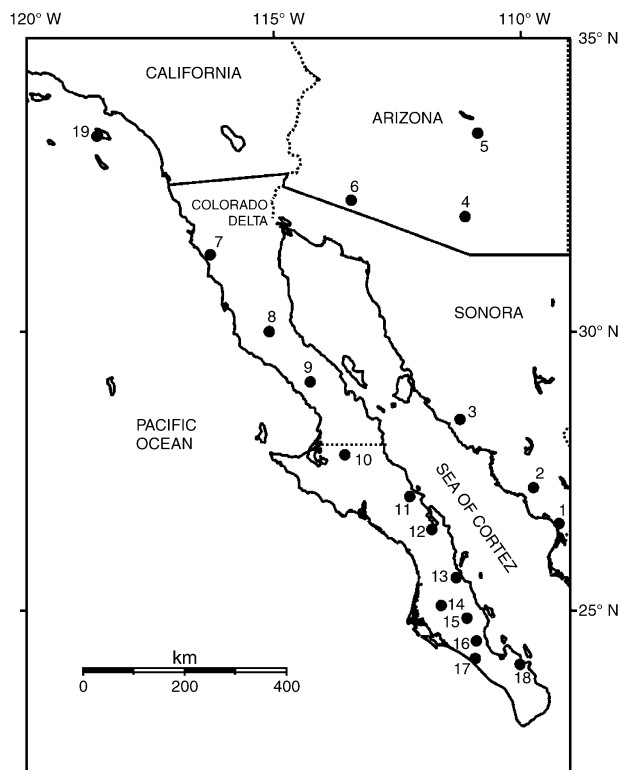 120° W
115° W
110° W
35° N
CALIFORNIA
ARIZONA
19
5
6
4
COLORADO
DELTA
7
SONORA
8
30° N
9
3
PACIFIC
OCEAN
10
SEA OF CORTEZ
2
11
1
12
13
14
25° N
15
16
17
18
km
0
200
400